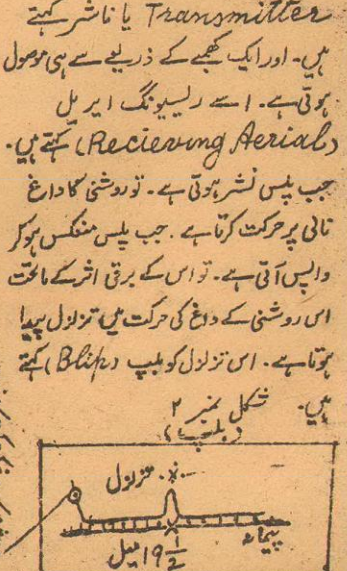 Transmitter یا ناشر کہتے
ہیں۔ اور ایک کھمبے کے ذریعے سے ہی موصول
ہوتی ہے۔ اسے ریسیونگ ایریل
(Recieving Aerial) کہتے ہیں۔
جب پلس نشر ہوتی ہے۔ تو روشنی کا داغ
نالی پر حرکت کرتا ہے۔ جب پلس منعکس ہو کر
واپس آتی ہے۔ تو اس کے برقی اثر کے ماتحت
اس روشنی کے داغ کی حرکت میں تزلزل پیدا
ہوتا ہے۔ اس تزلزل کو بلیپ (Blip) کہتے
ہیں۔ شکل نمبر ۲
(بلیپ)
تزلزل
پیمانہ
19 1/2 میل